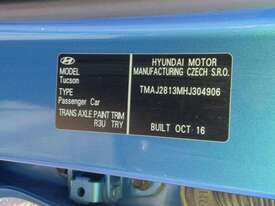 HYUNDAI MOTOR
MODEL MANUFACTURING CZECH S.R.O.
Tucson
TYPE TMAJ2813MHJ304906
Passenger Car
TRANS AXLE PAINT TRIM
R3U TRY BUILT OCT 16